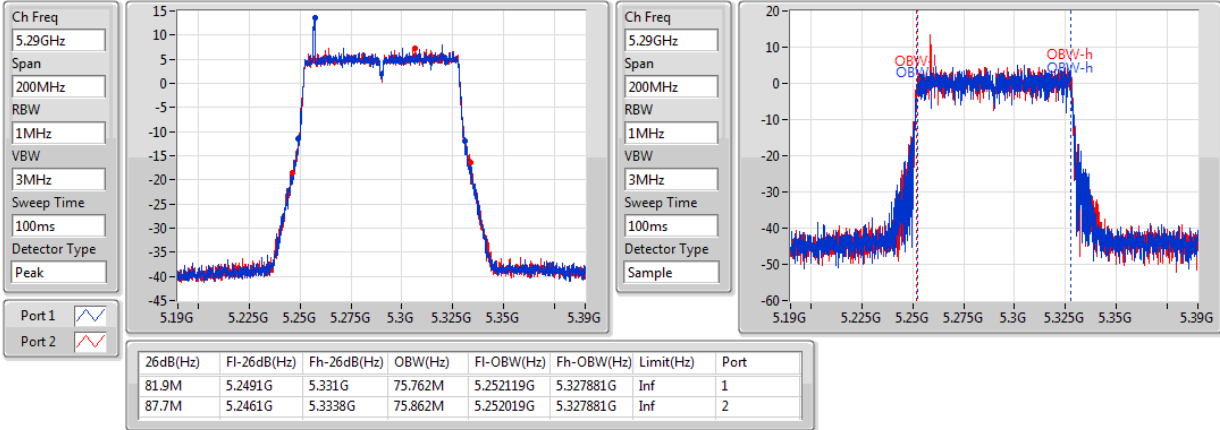 Ch Freq
5.29GHz
Span
200MHz
RBW
1MHz
VBW
3MHz
Sweep Time
100ms
Detector Type
Peak
Port 1
Port 2
15
10
5
0
-5
-10
-15
-20
-25
-30
-35
-40
-45
5.19G 5.225G 5.25G 5.275G 5.3G 5.325G 5.39G
Ch Freq
5.29GHz
Span
200MHz
RBW
1MHz
VBW
3MHz
Sweep Time
100ms
Detector Type
Sample
20
10
0
-10
-20
-30
-40
-50
-60
OBW-h
OBW-h
5.19G 5.225G 5.25G 5.275G 5.3G 5.325G 5.39G
26dB(Hz) Fl-26dB(Hz) Fh-26dB(Hz) OBW(Hz) Fl-OBW(Hz) Fh-OBW(Hz) Limit(Hz) Port
81.9M 5.2491G 5.331G 75.762M 5.252119G 5.327881G Inf 1
87.7M 5.2461G 5.3338G 75.862M 5.252019G 5.327881G Inf 2